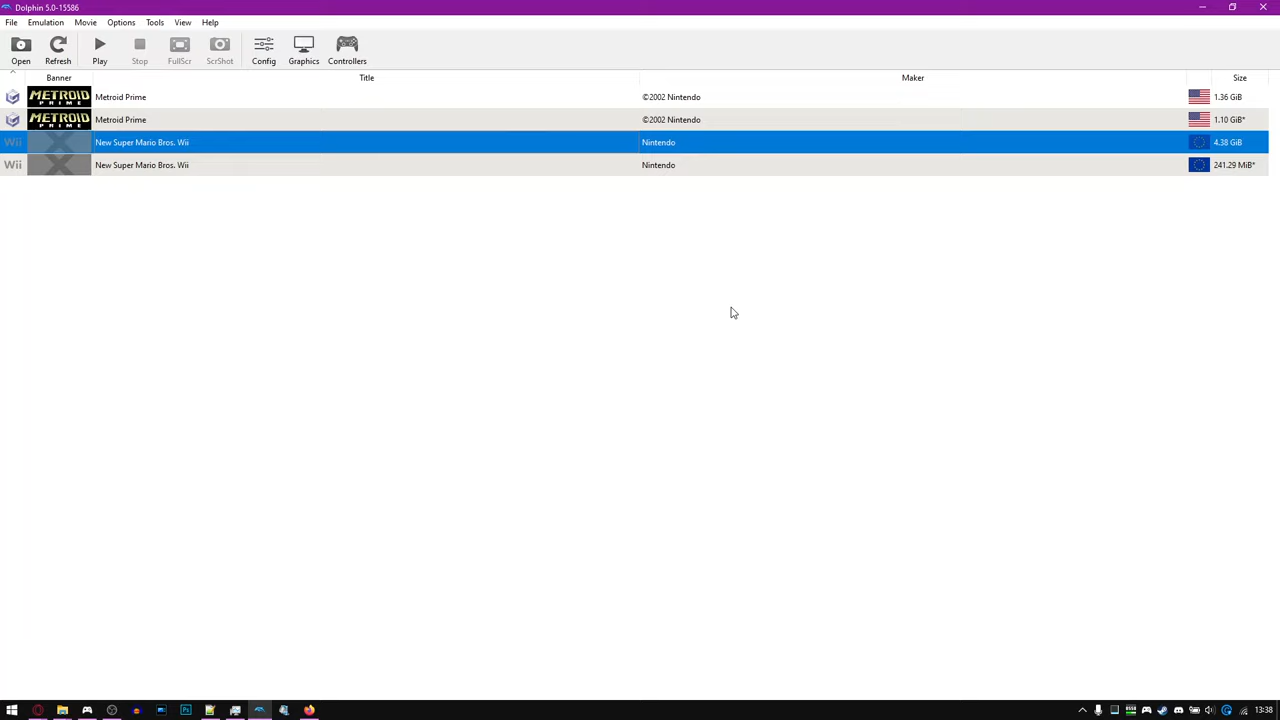 Dolphin 5.0-15586
File Emulation Movie Options Tools View Help
Open Refresh Play Stop FullScr ScrShot Config Graphics Controllers
Banner Title Maker Size
METROID PRIME Metroid Prime ©2002 Nintendo 1.36 GiB
METROID PRIME Metroid Prime ©2002 Nintendo 1.10 GiB*
Wii New Super Mario Bros. Wii Nintendo 4.38 GiB
Wii New Super Mario Bros. Wii Nintendo 241.29 MiB*
13:38